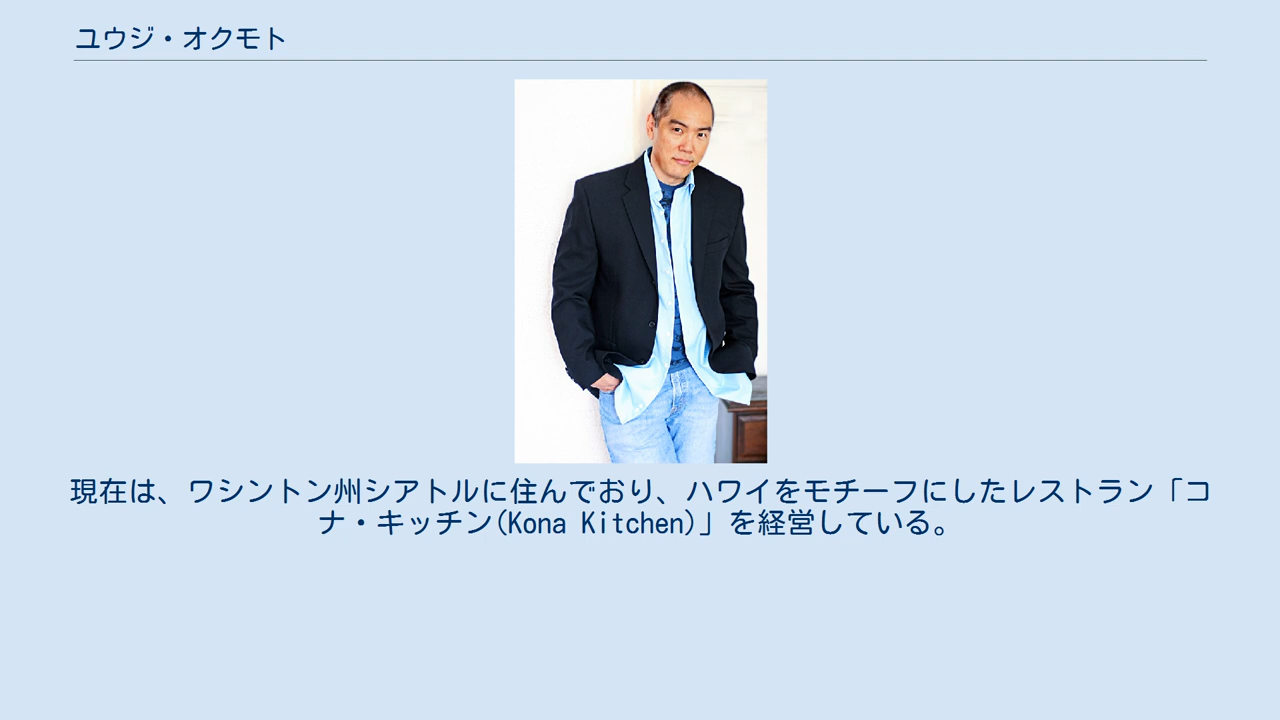 ユウジ・オクモト
現在は、ワシントン州シアトルに住んでおり、ハワイをモチーフにしたレストラン「コ
ナ・キッチン(Kona Kitchen)」を経営している。